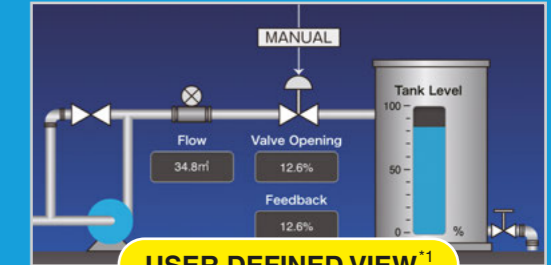 MANUAL
Tank Level
100
Flow
Valve Opening
34.8㎥
12.6%
50
Feedback
12.6%
0
%
USER DEFINED VIEW*1